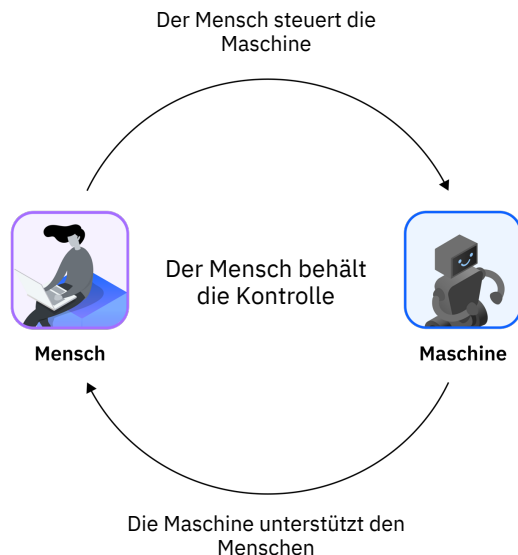 Der Mensch steuert die
Maschine
Der Mensch behält
die Kontrolle
Mensch
Maschine
Die Maschine unterstützt den
Menschen